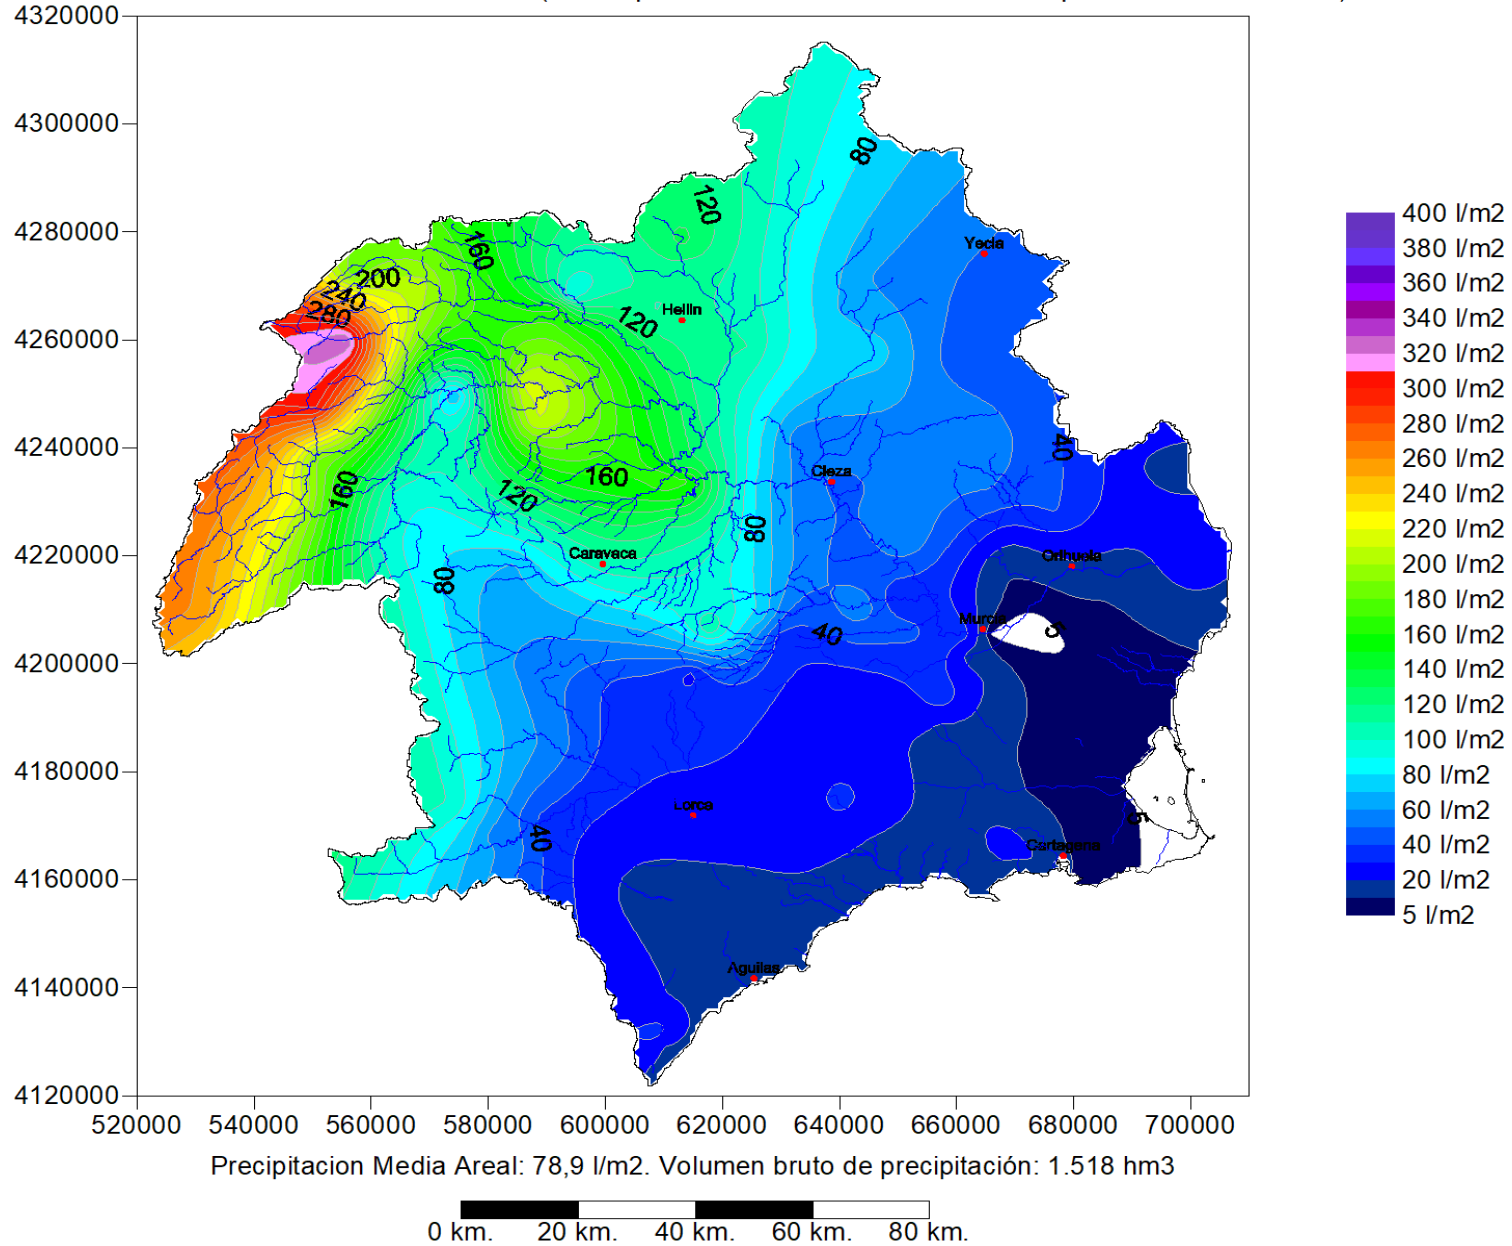 4320000
4300000
80
120
4280000
160
Yecla
400 l/m2
380 l/m2
200
360 l/m2
240
280
Hellin
120
340 l/m2
4260000
320 l/m2
300 l/m2
280 l/m2
4240000
40
260 l/m2
160
160
120
Cieza
240 l/m2
80
220 l/m2
4220000
Caravaca
Orihuela
200 l/m2
80
180 l/m2
Murcia
5
40
160 l/m2
4200000
140 l/m2
120 l/m2
100 l/m2
4180000
80 l/m2
Lorca
60 l/m2
5
40
Cartagena
40 l/m2
4160000
20 l/m2
5 l/m2
Aguilas
4140000
4120000
520000 540000 560000 580000 600000 620000 640000 660000 680000 700000
Precipitacion Media Areal: 78,9 l/m2. Volumen bruto de precipitación: 1.518 hm3
0 km. 20 km. 40 km. 60 km. 80 km.